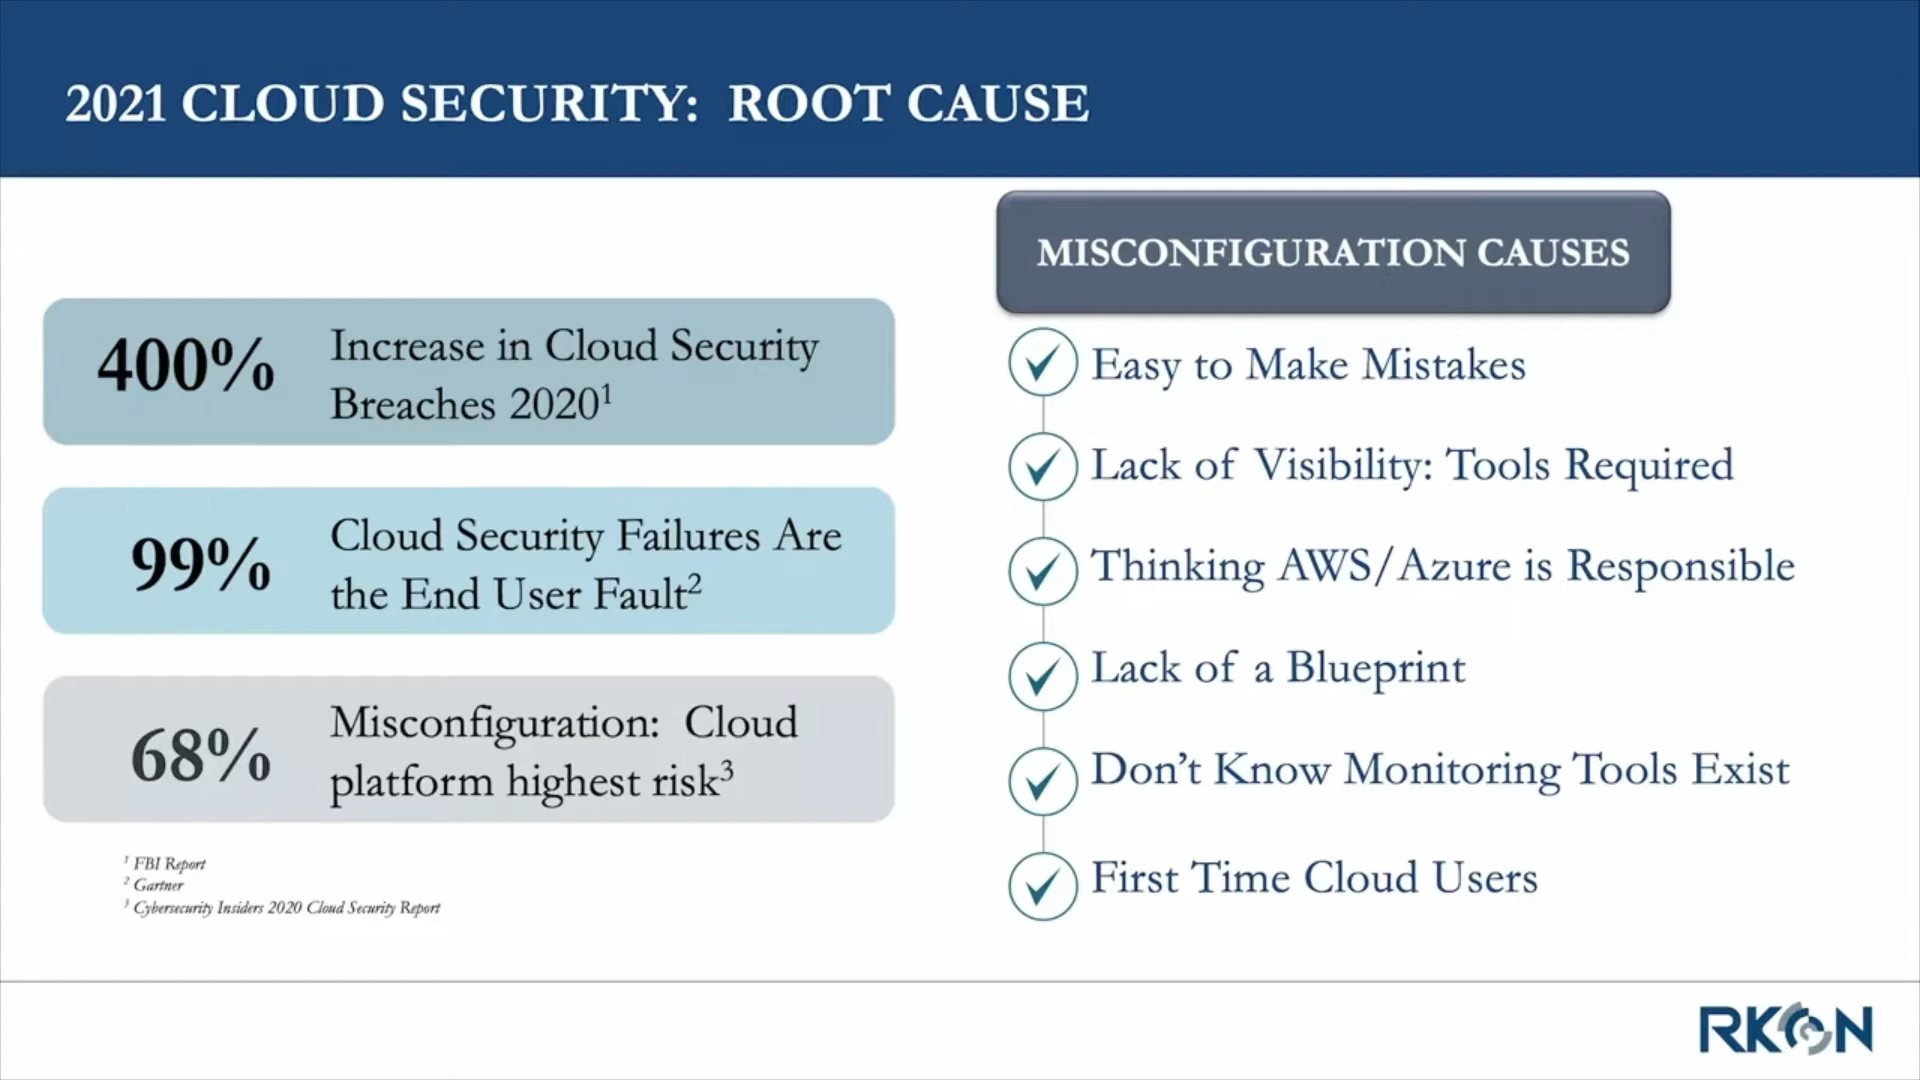 2021 CLOUD SECURITY: ROOT CAUSE
400%
Increase in Cloud Security
Breaches 2020¹
99%
Cloud Security Failures Are
the End User Fault²
68%
Misconfiguration: Cloud
platform highest risk³
¹ FBI Report
² Gartner
³ Cybersecurity Insiders 2020 Cloud Security Report
MISCONFIGURATION CAUSES
Easy to Make Mistakes
Lack of Visibility: Tools Required
Thinking AWS/Azure is Responsible
Lack of a Blueprint
Don’t Know Monitoring Tools Exist
First Time Cloud Users
RKON